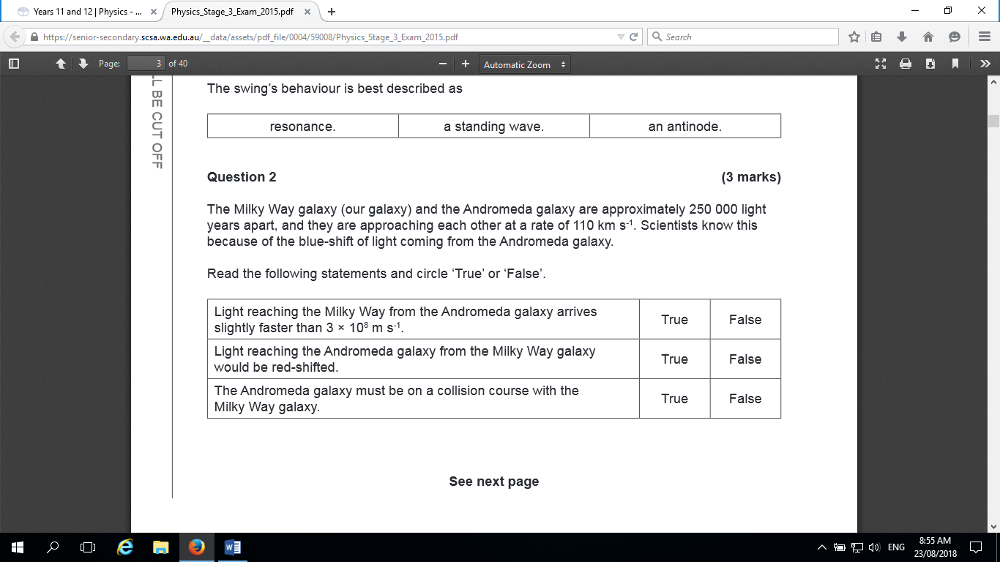 Years 11 and 12 | Physics - ...
Physics_Stage_3_Exam_2015.pdf
https://senior-secondary.scsa.wa.edu.au/__data/assets/pdf_file/0004/59008/Physics_Stage_3_Exam_2015.pdf
Search
Page: 3 of 40
Automatic Zoom
LL BE CUT OFF
The swing's behaviour is best described as
resonance. a standing wave. an antinode.
Question 2 (3 marks)
The Milky Way galaxy (our galaxy) and the Andromeda galaxy are approximately 250 000 light
years apart, and they are approaching each other at a rate of 110 km s⁻¹. Scientists know this
because of the blue-shift of light coming from the Andromeda galaxy.
Read the following statements and circle 'True' or 'False'.
Light reaching the Milky Way from the Andromeda galaxy arrives
slightly faster than 3 × 10⁸ m s⁻¹.
True False
Light reaching the Andromeda galaxy from the Milky Way galaxy
would be red-shifted.
True False
The Andromeda galaxy must be on a collision course with the
Milky Way galaxy.
True False
See next page
ENG
8:55 AM
23/08/2018